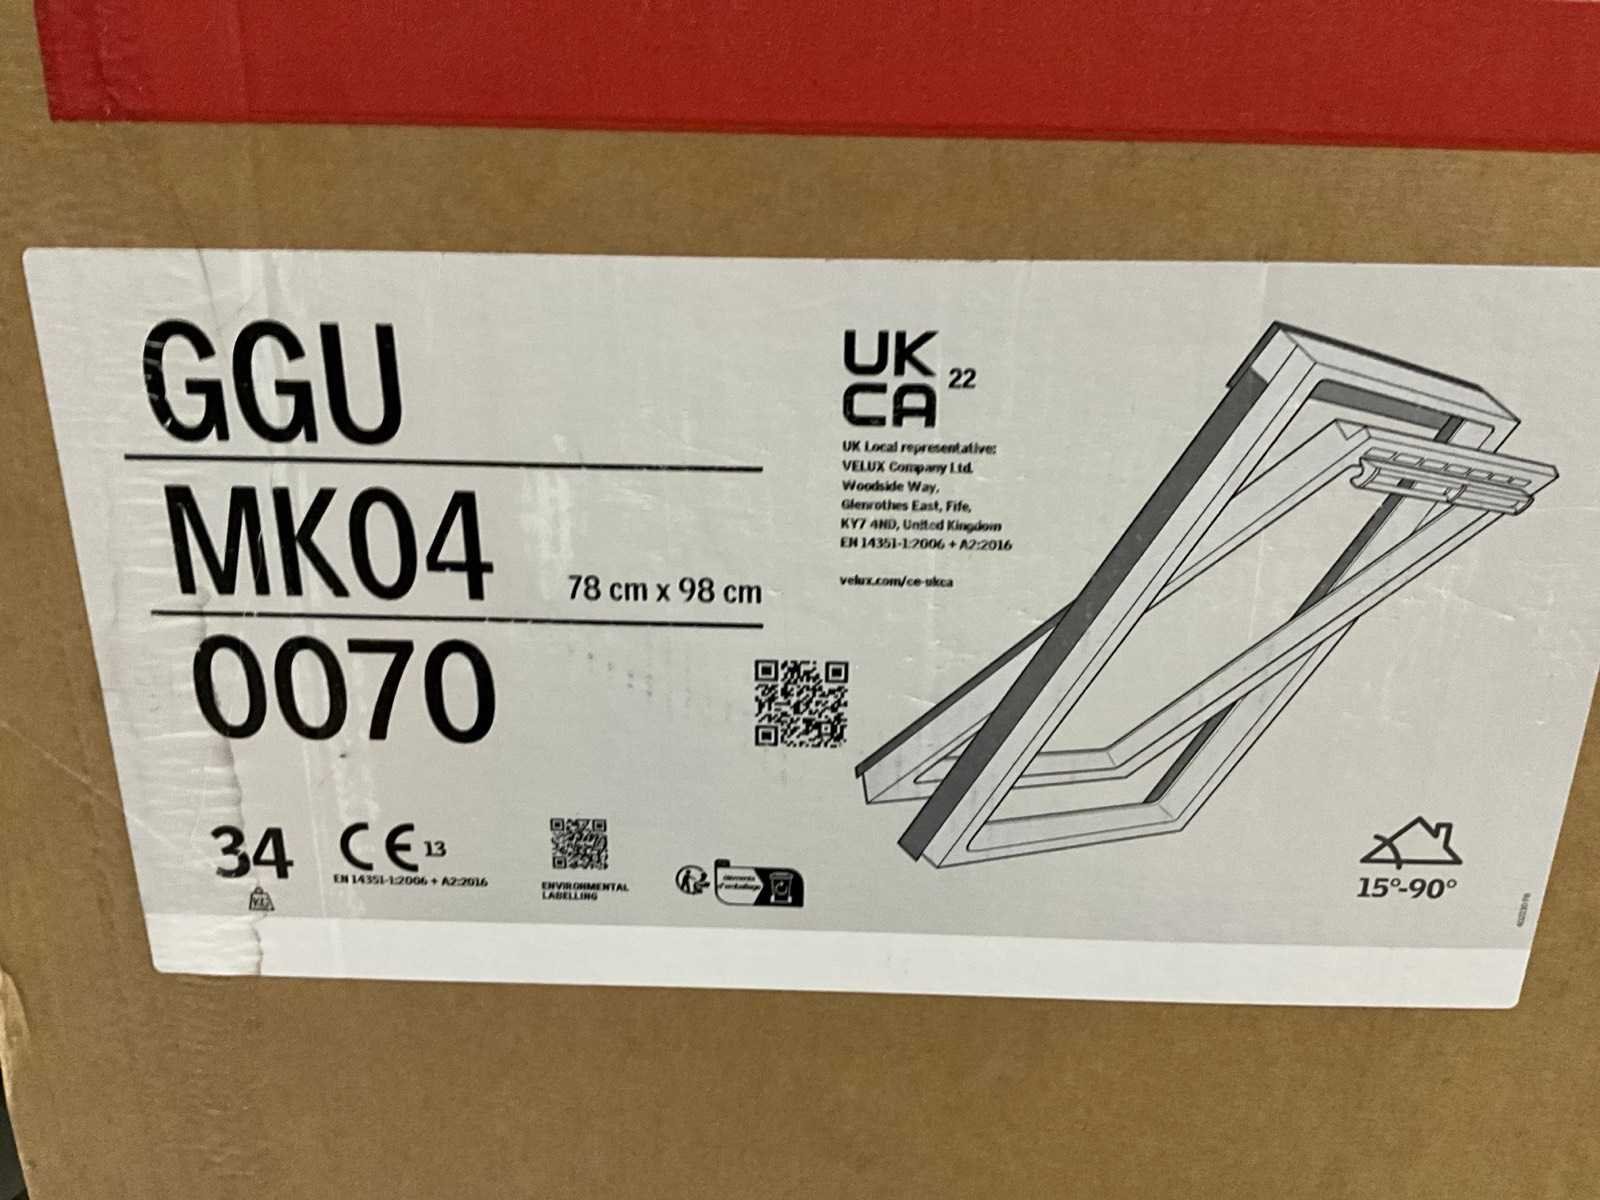 GGU
MK04
78 cm x 98 cm
0070
34
CE 13
EN 14351-1:2006 + A2:2016
ENVIRONMENTAL
LABELLING
éléments
d'emballage
UK
CA 22
UK Local representative:
VELUX Company Ltd.
Woodside Way,
Glenrothes East, Fife,
KY7 4ND, United Kingdom
EN 14351-1:2006 + A2:2016
velux.com/ce-ukca
15°-90°